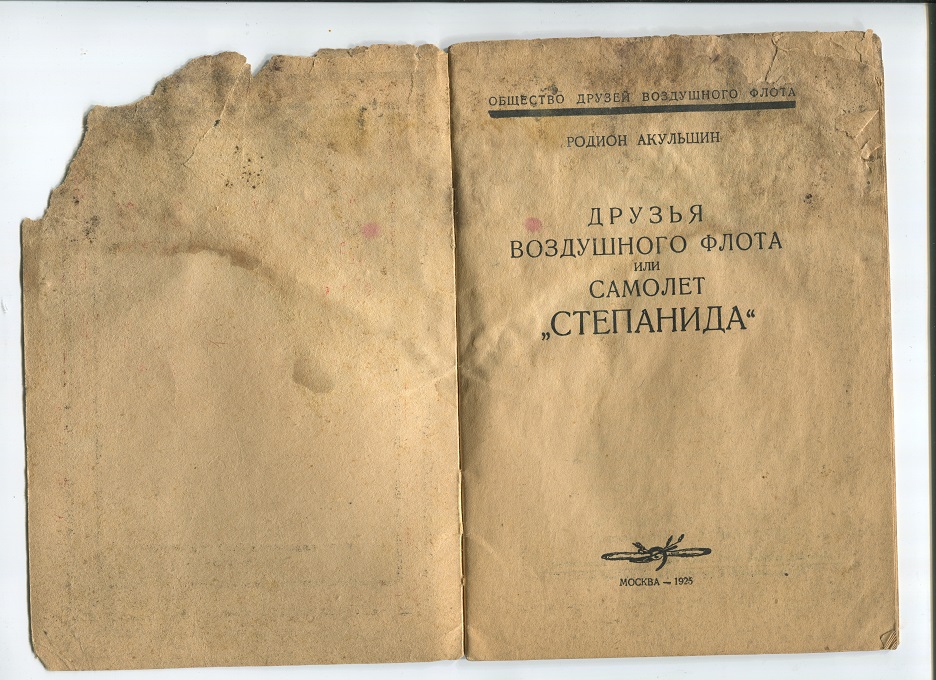 ОБЩЕСТВО ДРУЗЕЙ ВОЗДУШНОГО ФЛОТА
РОДИОН АКУЛЬШИН
ДРУЗЬЯ
ВОЗДУШНОГО ФЛОТА
ИЛИ
САМОЛЕТ
„СТЕПАНИДА“
МОСКВА — 1925